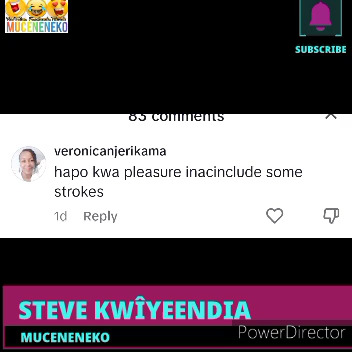 MUCENENEKO
SUBSCRIBE
83 comments
veronicanjerikama
hapo kwa pleasure inacinclude some
strokes
1d Reply
STEVE KWÎYEENDIA
MUCENENEKO
PowerDirector